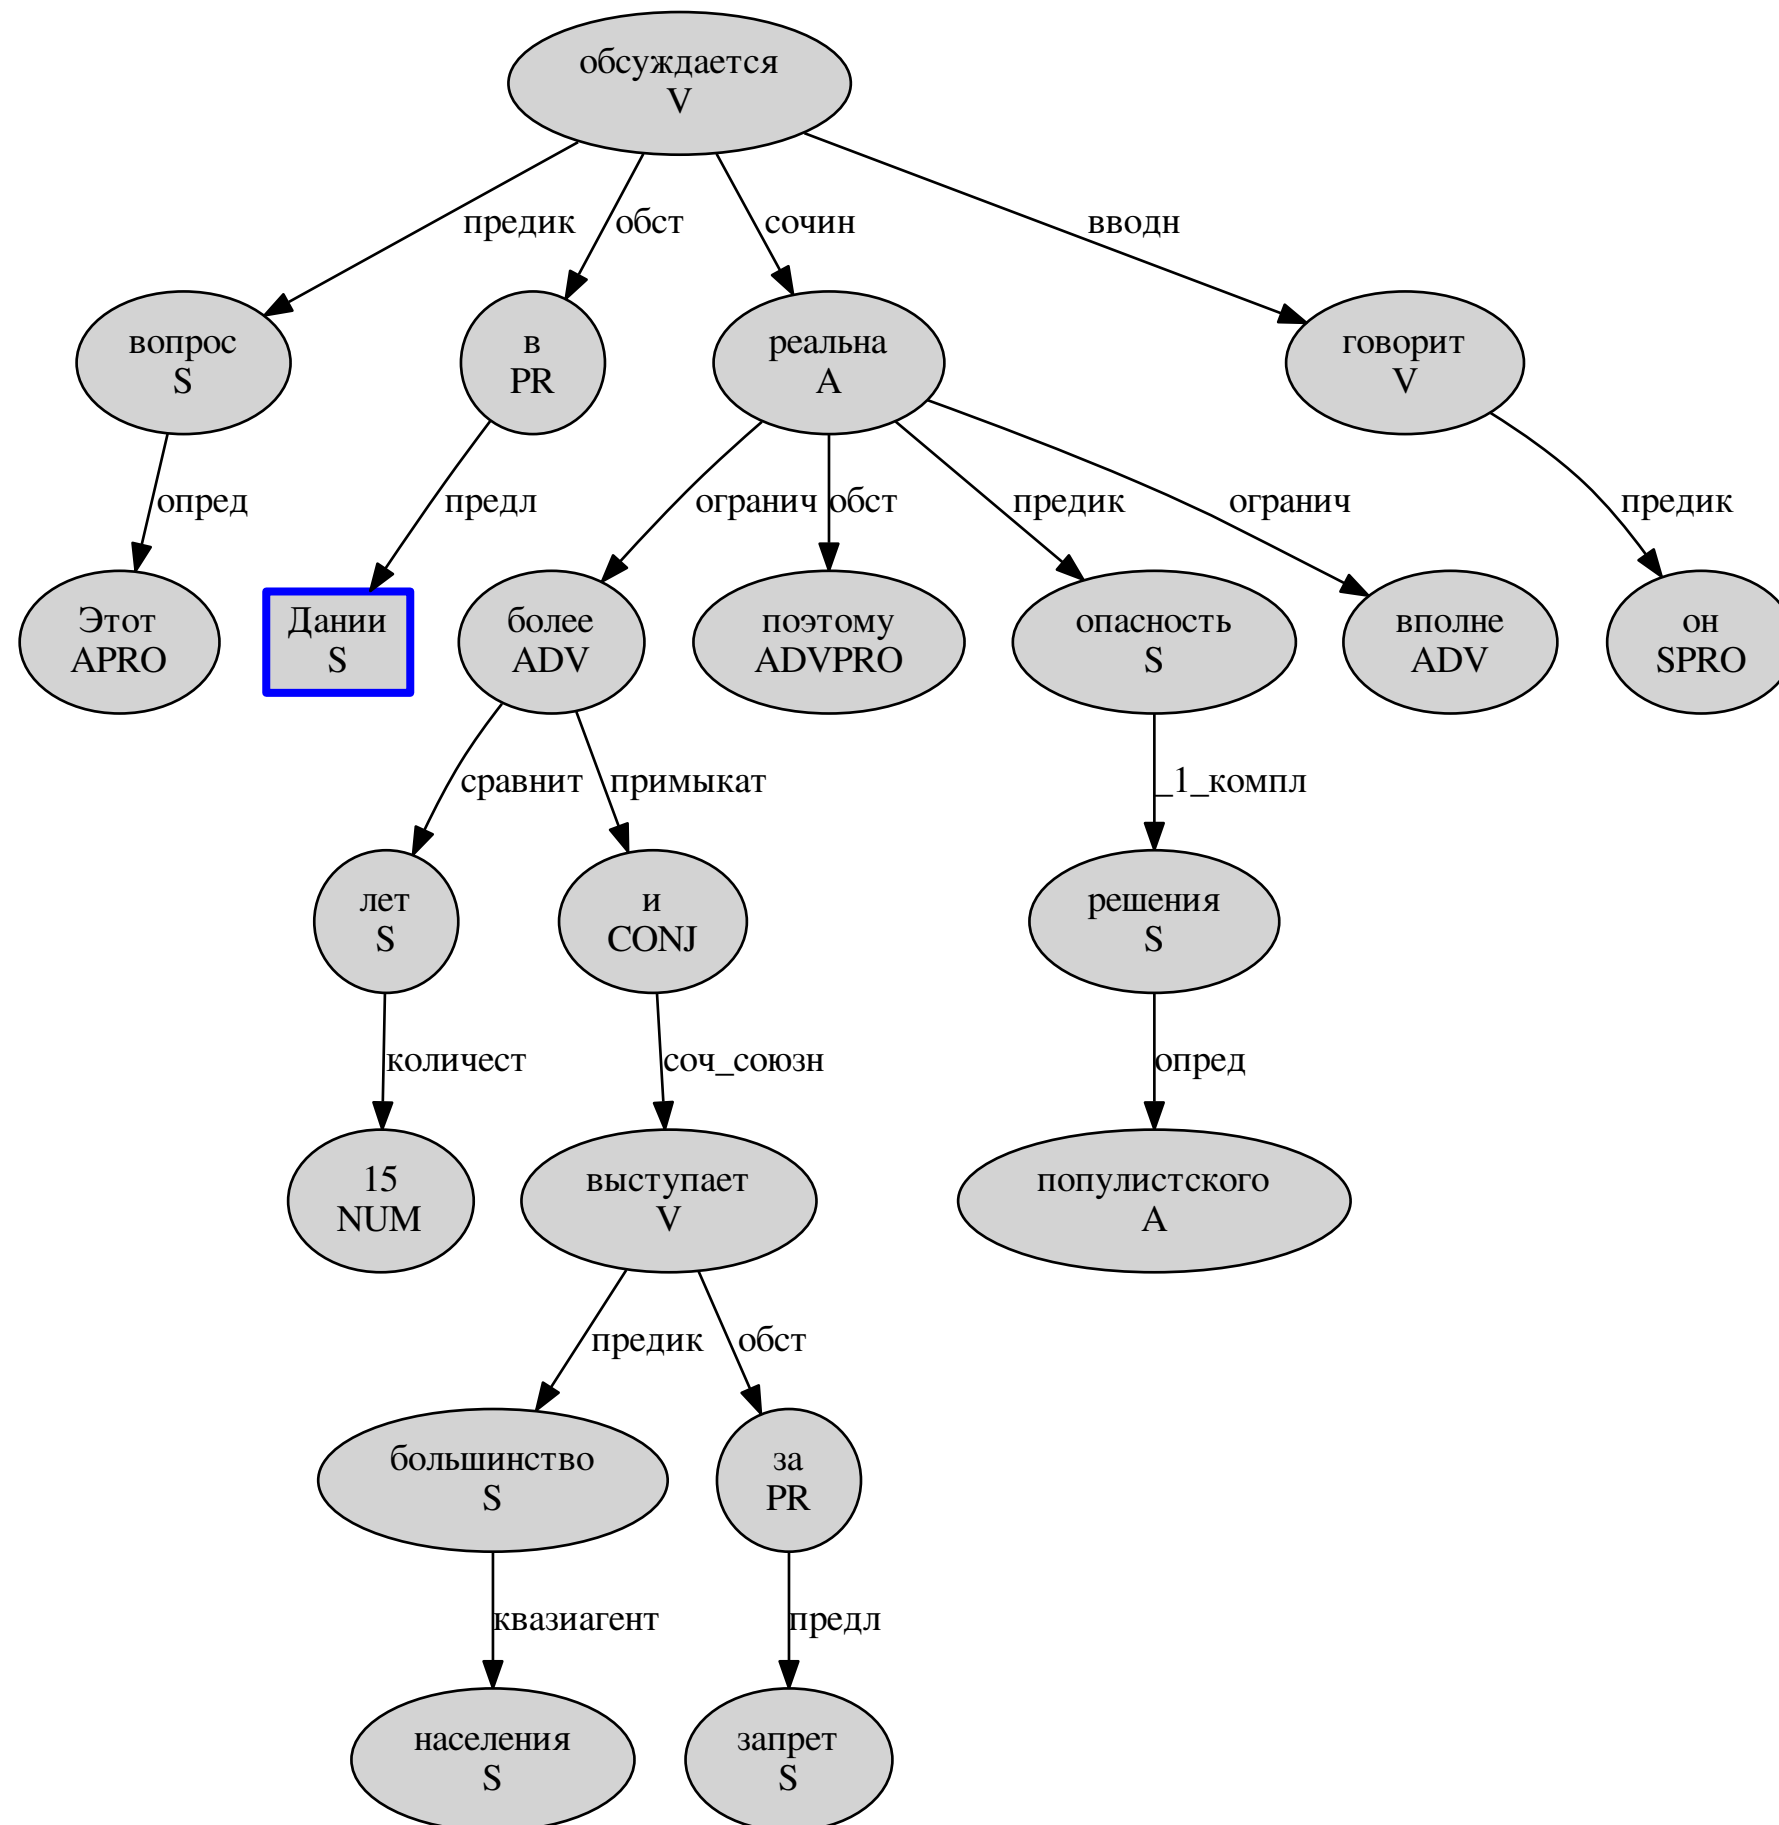 обсуждается
V
предик
обст
сочин
вводн
вопрос
S
в
PR
реальна
A
говорит
V
опред
предл
огранич
обст
предик
огранич
предик
Этот
APRO
Дании
S
более
ADV
поэтому
ADVPRO
опасность
S
вполне
ADV
он
SPRO
сравнит
примыкат
_1_компл
лет
S
и
CONJ
решения
S
количест
соч_союзн
опред
15
NUM
выступает
V
популистского
A
предик
обст
большинство
S
за
PR
квазиагент
предл
населения
S
запрет
S